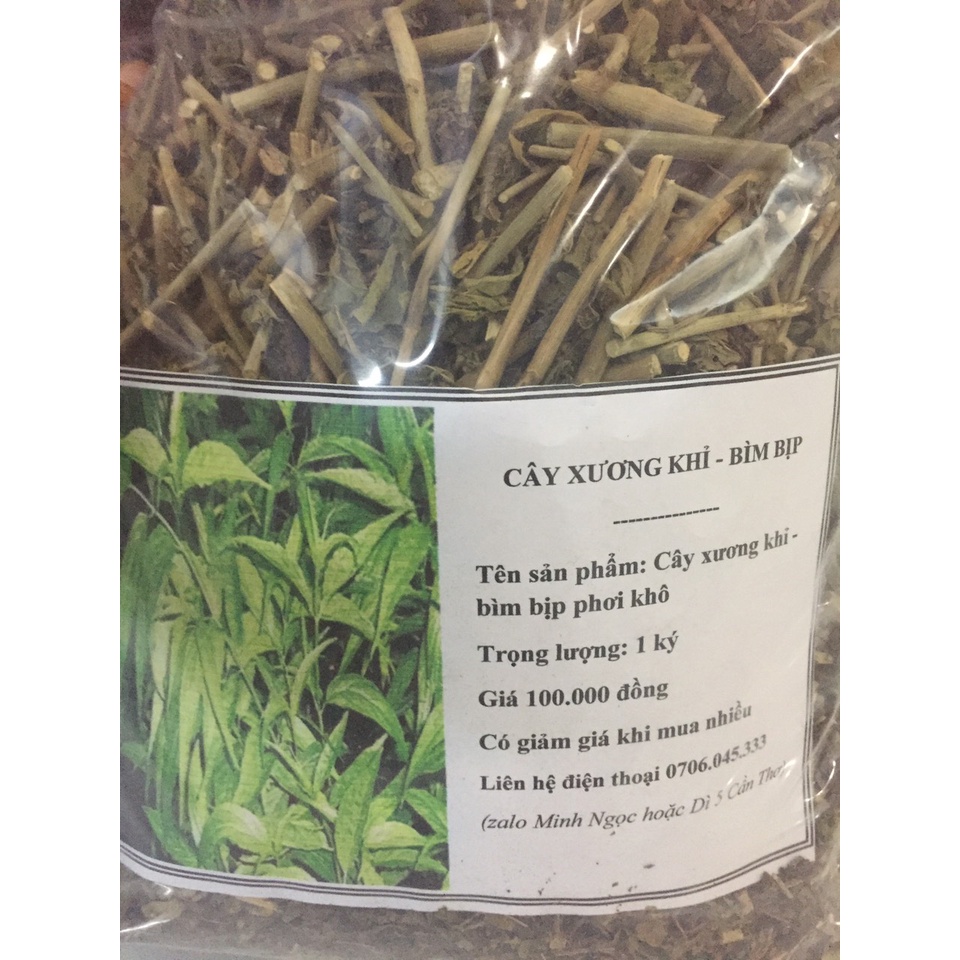 CÂY XƯƠNG KHỈ - BÌM BỊP
---------------
Tên sản phẩm: Cây xương khỉ -
bìm bịp phơi khô
Trọng lượng: 1 ký
Giá 100.000 đồng
Có giảm giá khi mua nhiều
Liên hệ điện thoại 0706.045.333
(zalo Minh Ngọc hoặc Dì 5 Cần Thơ)